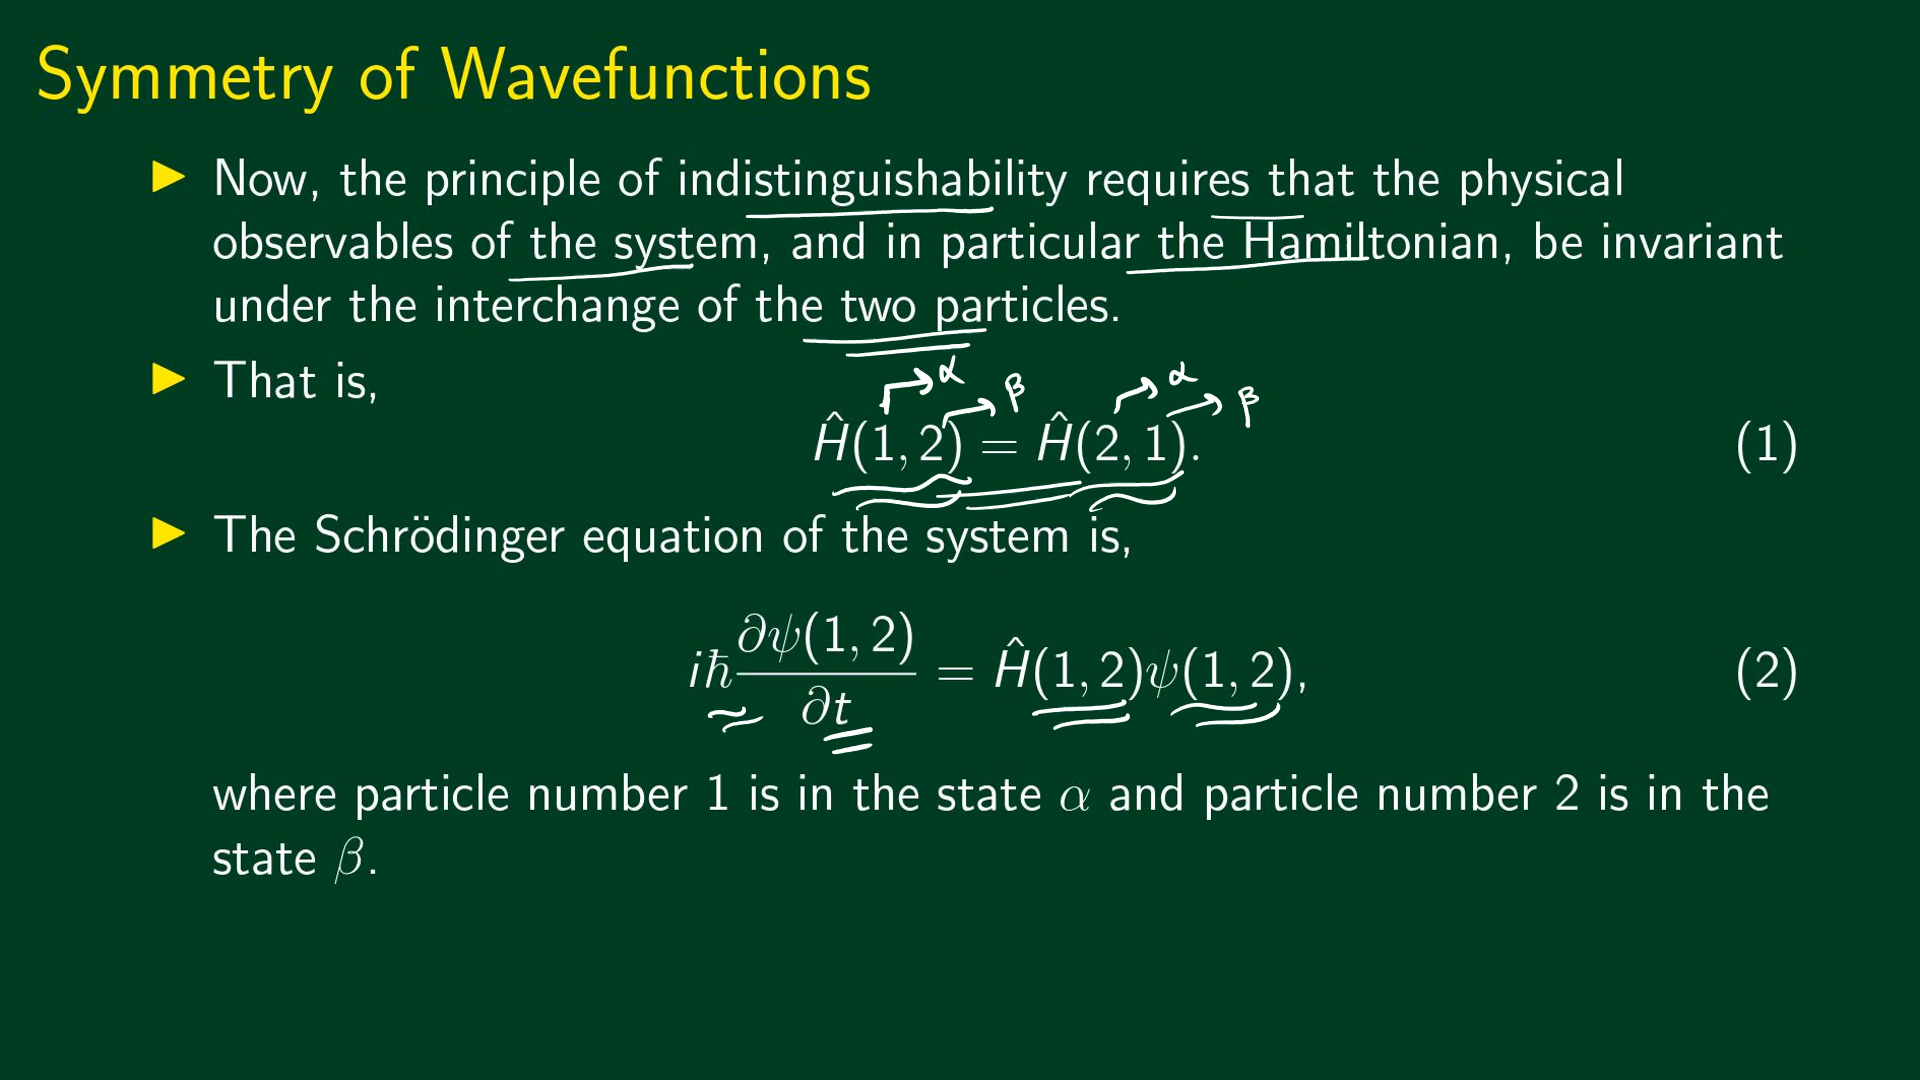 Symmetry of Wavefunctions
▶ Now, the principle of indistinguishability requires that the physical
observables of the system, and in particular the Hamiltonian, be invariant
under the interchange of the two particles.
▶ That is,
α β α β
Ĥ(1, 2) = Ĥ(2, 1). (1)
▶ The Schrödinger equation of the system is,
iħ ∂ψ(1, 2)/∂t = Ĥ(1, 2)ψ(1, 2), (2)
where particle number 1 is in the state α and particle number 2 is in the
state β.